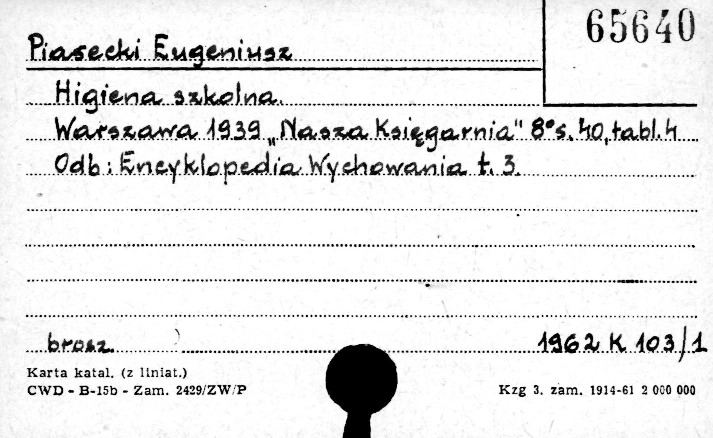 65640
Piasecki Eugeniusz
Higiena szkolna.
Warszawa 1939 „Nasza Księgarnia" 8° s. 40, tabl. 4
Odb: Encyklopedia Wychowania t. 3.
brosz. 1962 K 103/1
Karta katal. (z liniat.)
CWD - B-15b - Zam. 2429/ZW/P Kzg 3. zam. 1914-61 2 000 000